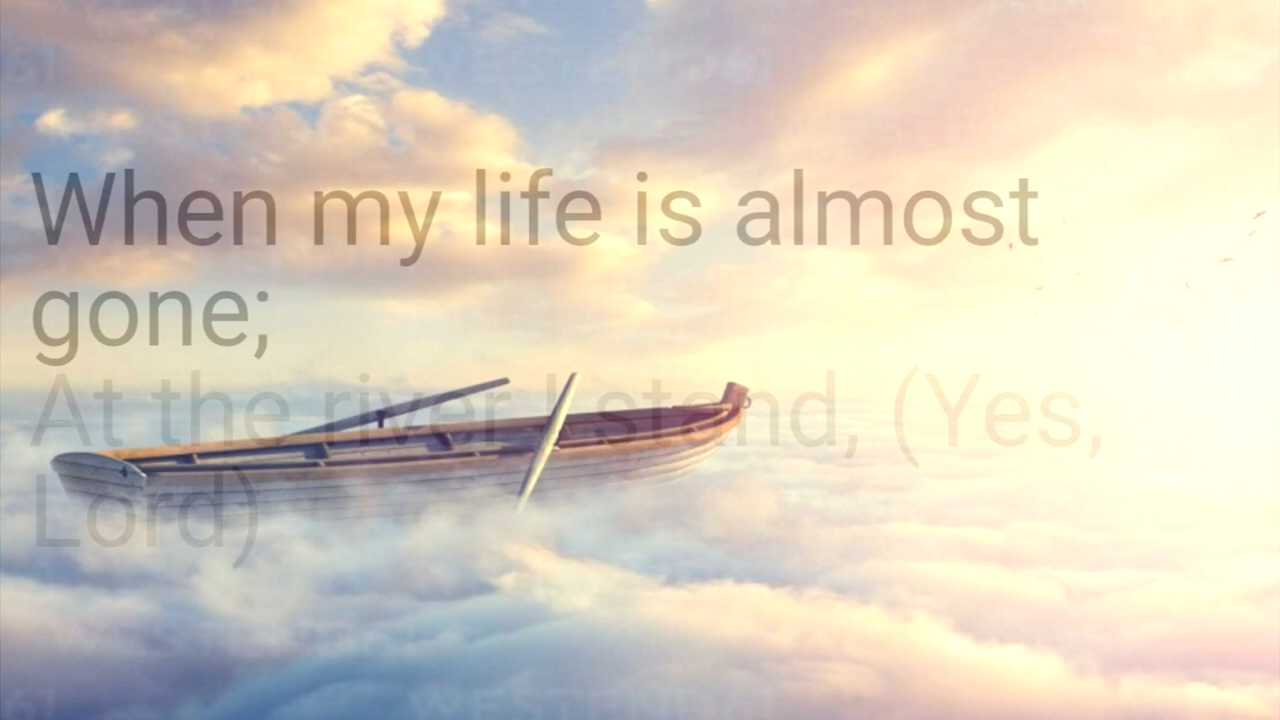 When my life is almost
gone;
At the river I stand, (Yes,
Lord)